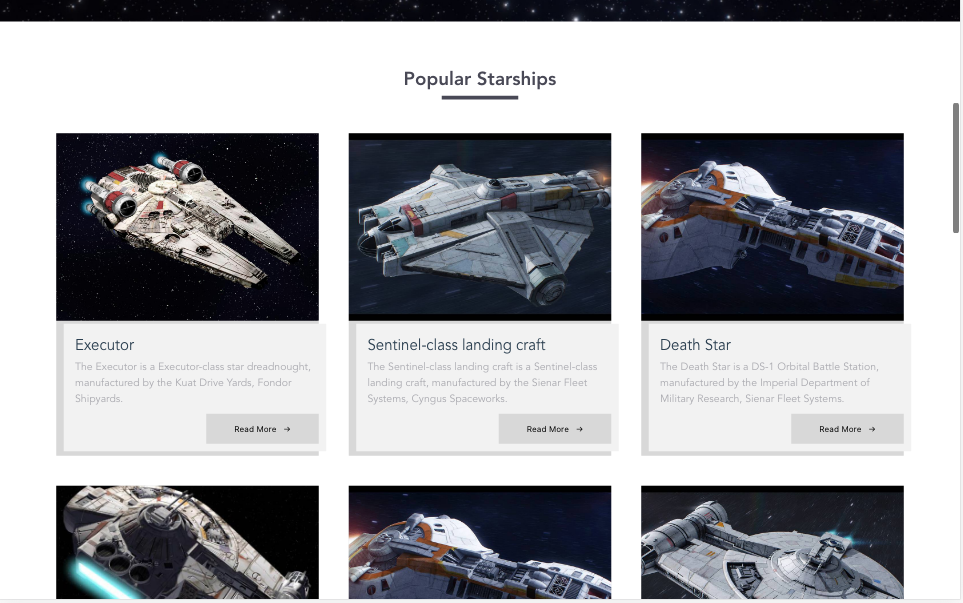 Popular Starships
Executor
The Executor is a Executor-class star dreadnought,
manufactured by the Kuat Drive Yards, Fondor
Shipyards.
Read More →
Sentinel-class landing craft
The Sentinel-class landing craft is a Sentinel-class
landing craft, manufactured by the Sienar Fleet
Systems, Cyngus Spaceworks.
Read More →
Death Star
The Death Star is a DS-1 Orbital Battle Station,
manufactured by the Imperial Department of
Military Research, Sienar Fleet Systems.
Read More →